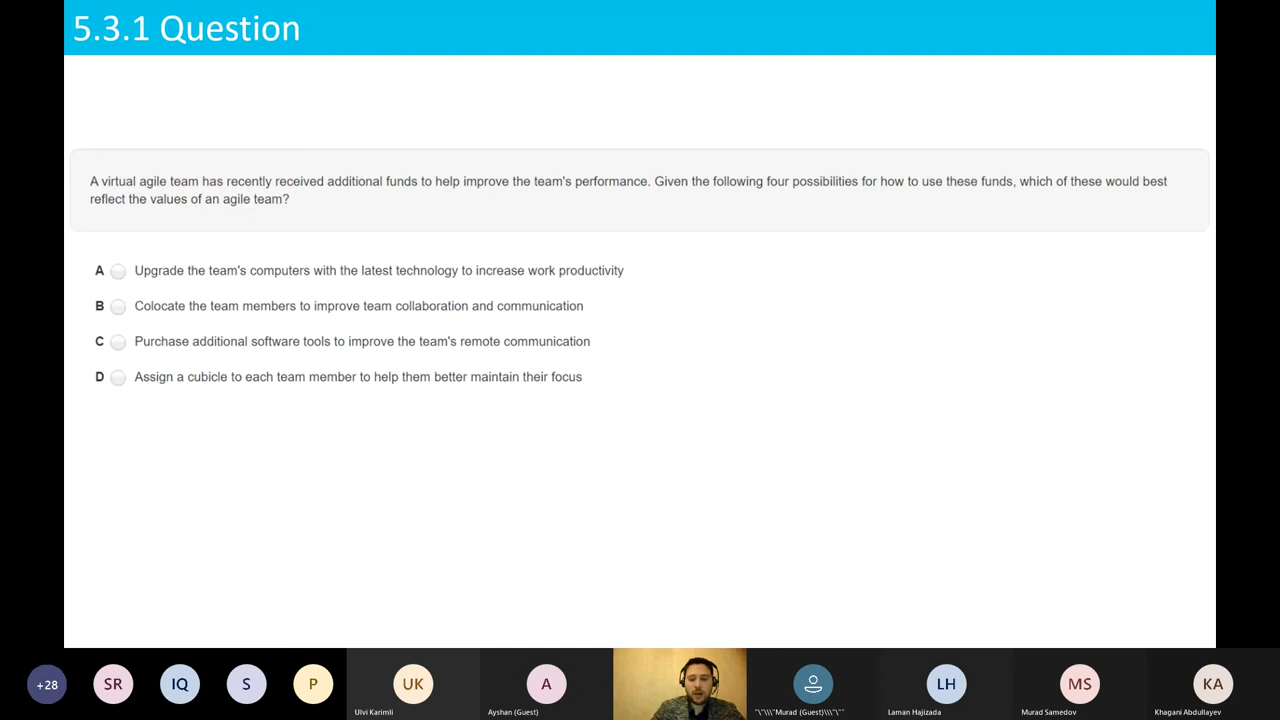 5.3.1 Question
A virtual agile team has recently received additional funds to help improve the team's performance. Given the following four possibilities for how to use these funds, which of these would best
reflect the values of an agile team?
A Upgrade the team's computers with the latest technology to increase work productivity
B Colocate the team members to improve team collaboration and communication
C Purchase additional software tools to improve the team's remote communication
D Assign a cubicle to each team member to help them better maintain their focus
+28 SR IQ S P UK A LH MS KA
Ulvi Karimli Ayshan (Guest) "\"\\\"Murad (Guest)\\\"\"" Laman Hajizada Murad Samedov Khagani Abdullayev